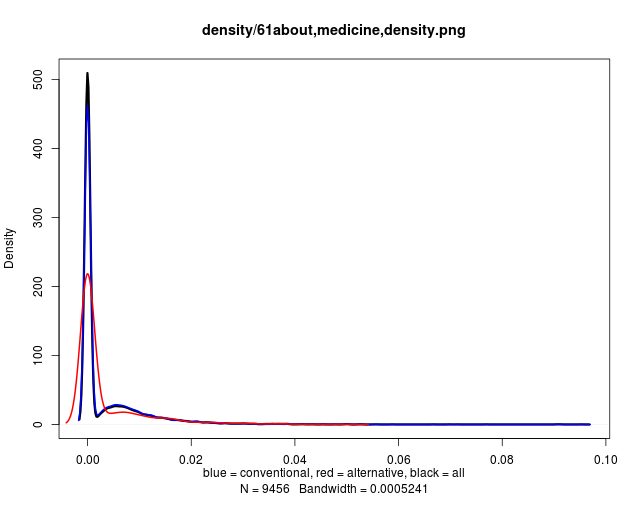 density/61about,medicine,density.png
Density
500
400
300
200
100
0
0.00 0.02 0.04 0.06 0.08 0.10
blue = conventional, red = alternative, black = all
N = 9456 Bandwidth = 0.0005241